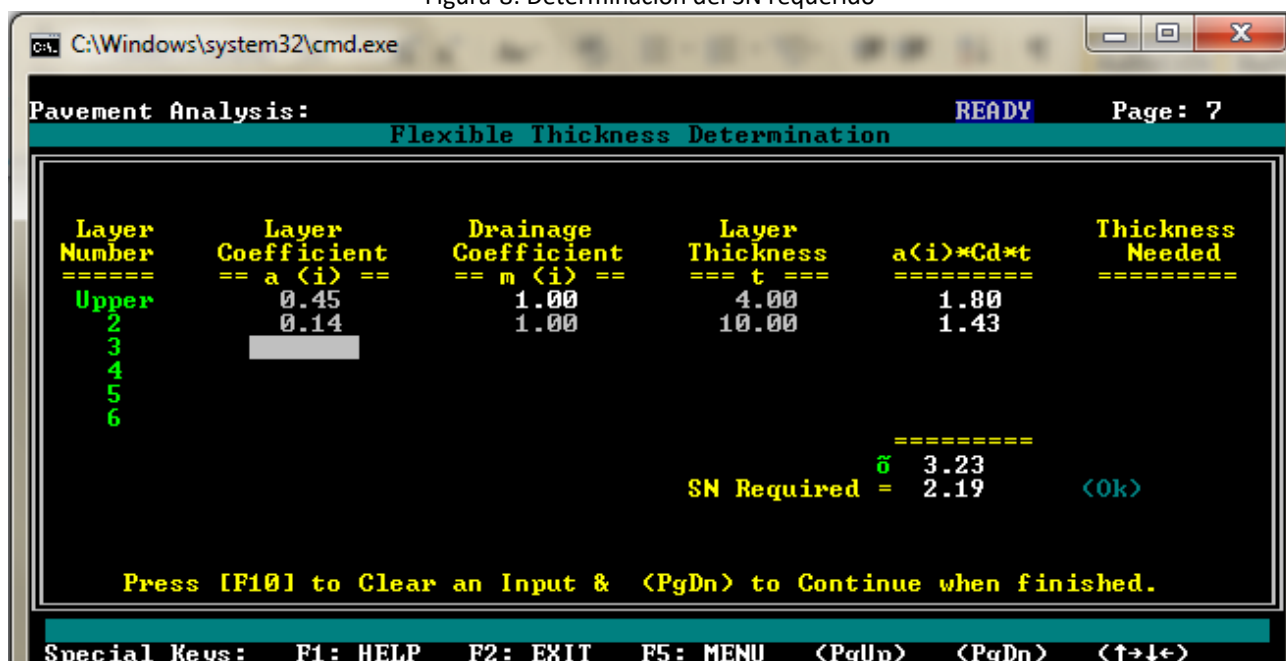 Figura 8. Determinación del SN requerido
C:\Windows\system32\cmd.exe
Pavement Analysis: READY Page: 7
Flexible Thickness Determination
Layer Layer Drainage Layer Thickness
Number Coefficient Coefficient Thickness a(i)*Cd*t Needed
====== == a (i) == == m (i) == === t === ========= =========
Upper 0.45 1.00 4.00 1.80
2 0.14 1.00 10.00 1.43
3
4
5
6
=========
õ 3.23
SN Required = 2.19 <Ok>
Press [F10] to Clear an Input & <PgDn> to Continue when finished.
Special Keys: F1: HELP F2: EXIT F5: MENU <PgUp> <PgDn> <↑→↓←>